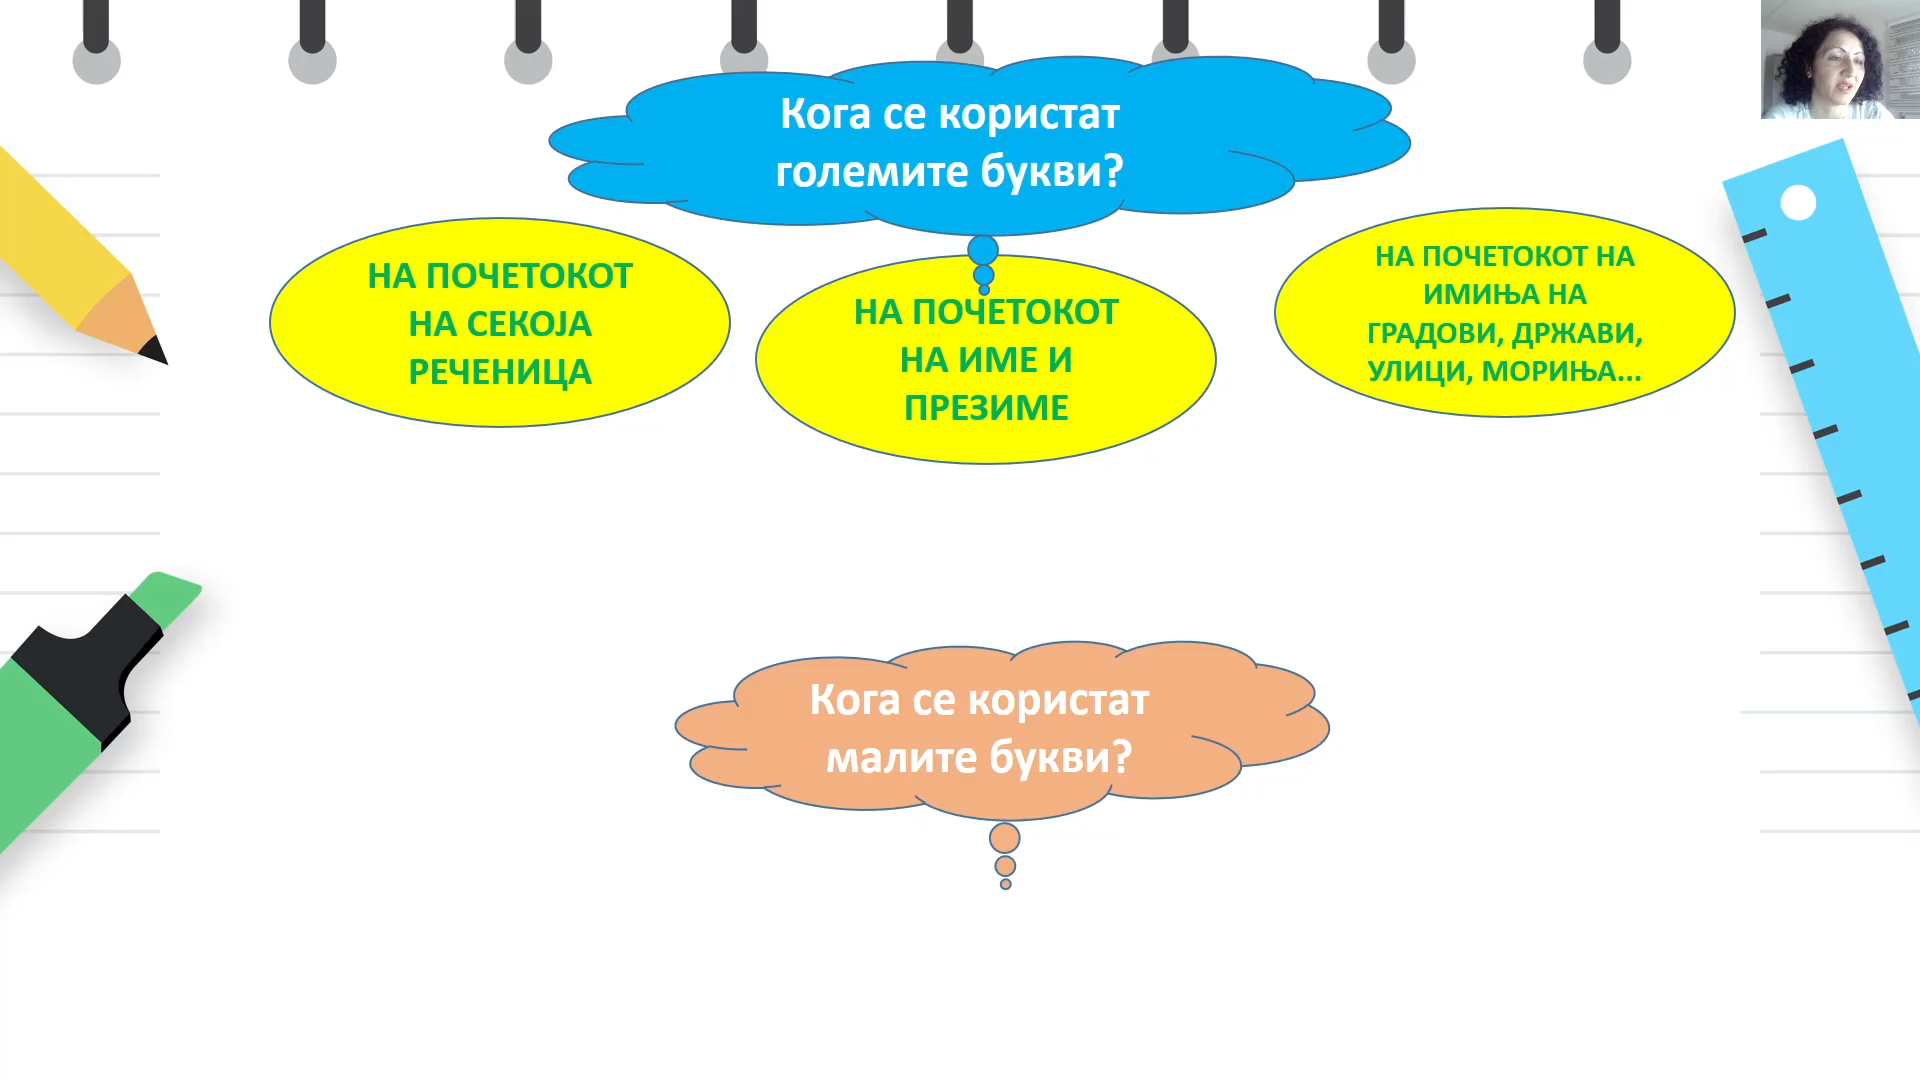 Кога се користат
големите букви?
НА ПОЧЕТОКОТ
НА СЕКОЈА
РЕЧЕНИЦА
НА ПОЧЕТОКОТ
НА ИМЕ И
ПРЕЗИМЕ
НА ПОЧЕТОКОТ НА
ИМИЊА НА
ГРАДОВИ, ДРЖАВИ,
УЛИЦИ, МОРИЊА...
Кога се користат
малите букви?